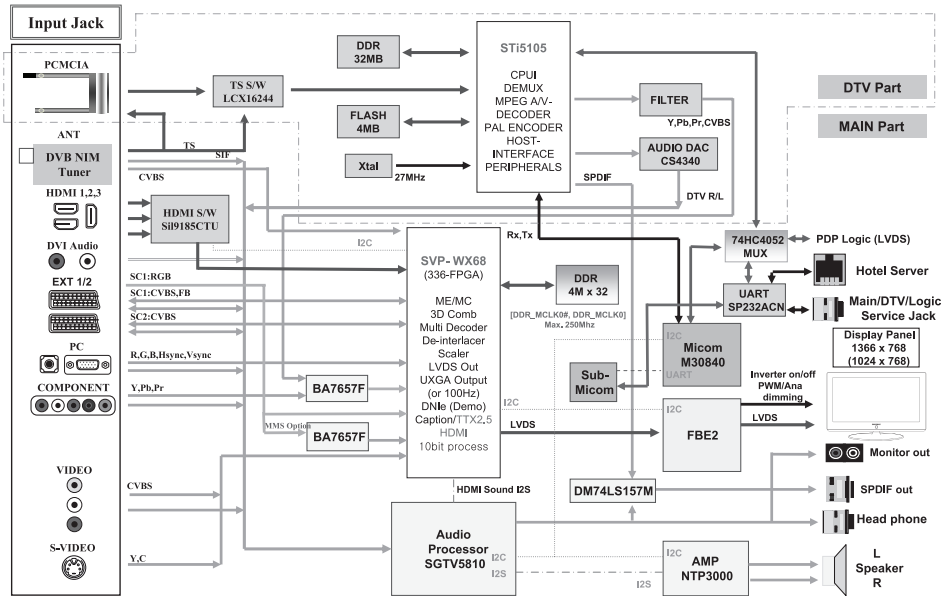 Input Jack
PCMCIA
ANT
DVB NIM
Tuner
HDMI 1,2,3
DVI Audio
EXT 1/2
PC
COMPONENT
VIDEO
S-VIDEO
TS
SIF
CVBS
SC1:RGB
SC1:CVBS,FB
SC2:CVBS
R,G,B,Hsync,Vsync
Y,Pb,Pr
CVBS
Y,C
TS S/W
LCX16244
HDMI S/W
Sil9185CTU
DDR
32MB
FLASH
4MB
Xtal
27MHz
STi5105
CPUI
DEMUX
MPEG A/V-
DECODER
PAL ENCODER
HOST-
INTERFACE
PERIPHERALS
FILTER
Y,Pb,Pr,CVBS
AUDIO DAC
CS4340
DTV R/L
SPDIF
Rx,Tx
DTV Part
MAIN Part
I2C
SVP- WX68
(336-FPGA)
ME/MC
3D Comb
Multi Decoder
De-interlacer
Scaler
LVDS Out
UXGA Output
(or 100Hz)
DNIe (Demo)
Caption/TTX2.5
HDMI
10bit process
BA7657F
MMS Option
BA7657F
DDR
4M x 32
[DDR_MCLK0#, DDR_MCLK0]
Max. 250Mhz
74HC4052
MUX
PDP Logic (LVDS)
UART
SP232ACN
Hotel Server
Main/DTV/Logic
Service Jack
I2C
Micom
M30840
UART
Sub-
Micom
Display Panel
1366 x 768
(1024 x 768)
Inverter on/off
PWM/Ana
dimming
LVDS
I2C
LVDS
I2C
FBE2
Monitor out
DM74LS157M
SPDIF out
Head phone
HDMI Sound I2S
Audio
Processor
SGTV5810
I2C
I2S
I2C
AMP
NTP3000
I2S
L
Speaker
R